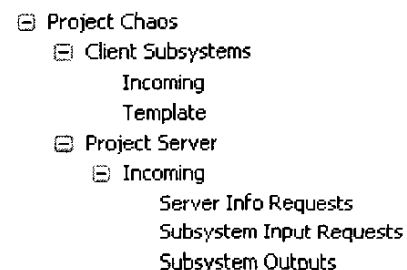 Project Chaos
Client Subsystems
Incoming
Template
Project Server
Incoming
Server Info Requests
Subsystem Input Requests
Subsystem Outputs